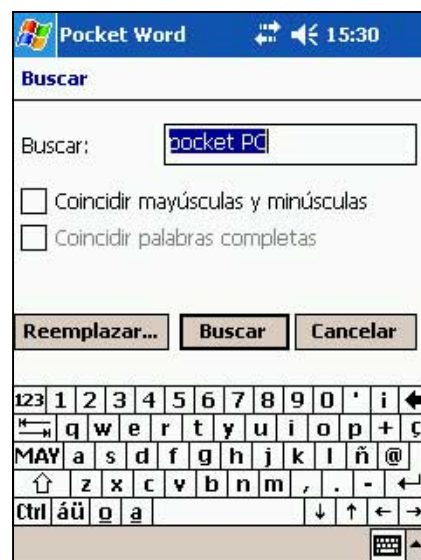 Pocket Word 15:30
Buscar
Buscar: pocket PC
Coincidir mayúsculas y minúsculas
Coincidir palabras completas
Reemplazar... Buscar Cancelar
123 1 2 3 4 5 6 7 8 9 0 ' ¡
q w e r t y u i o p + ç
MAY a s d f g h j k l ñ @
z x c v b n m , . -
Ctrl áü o a